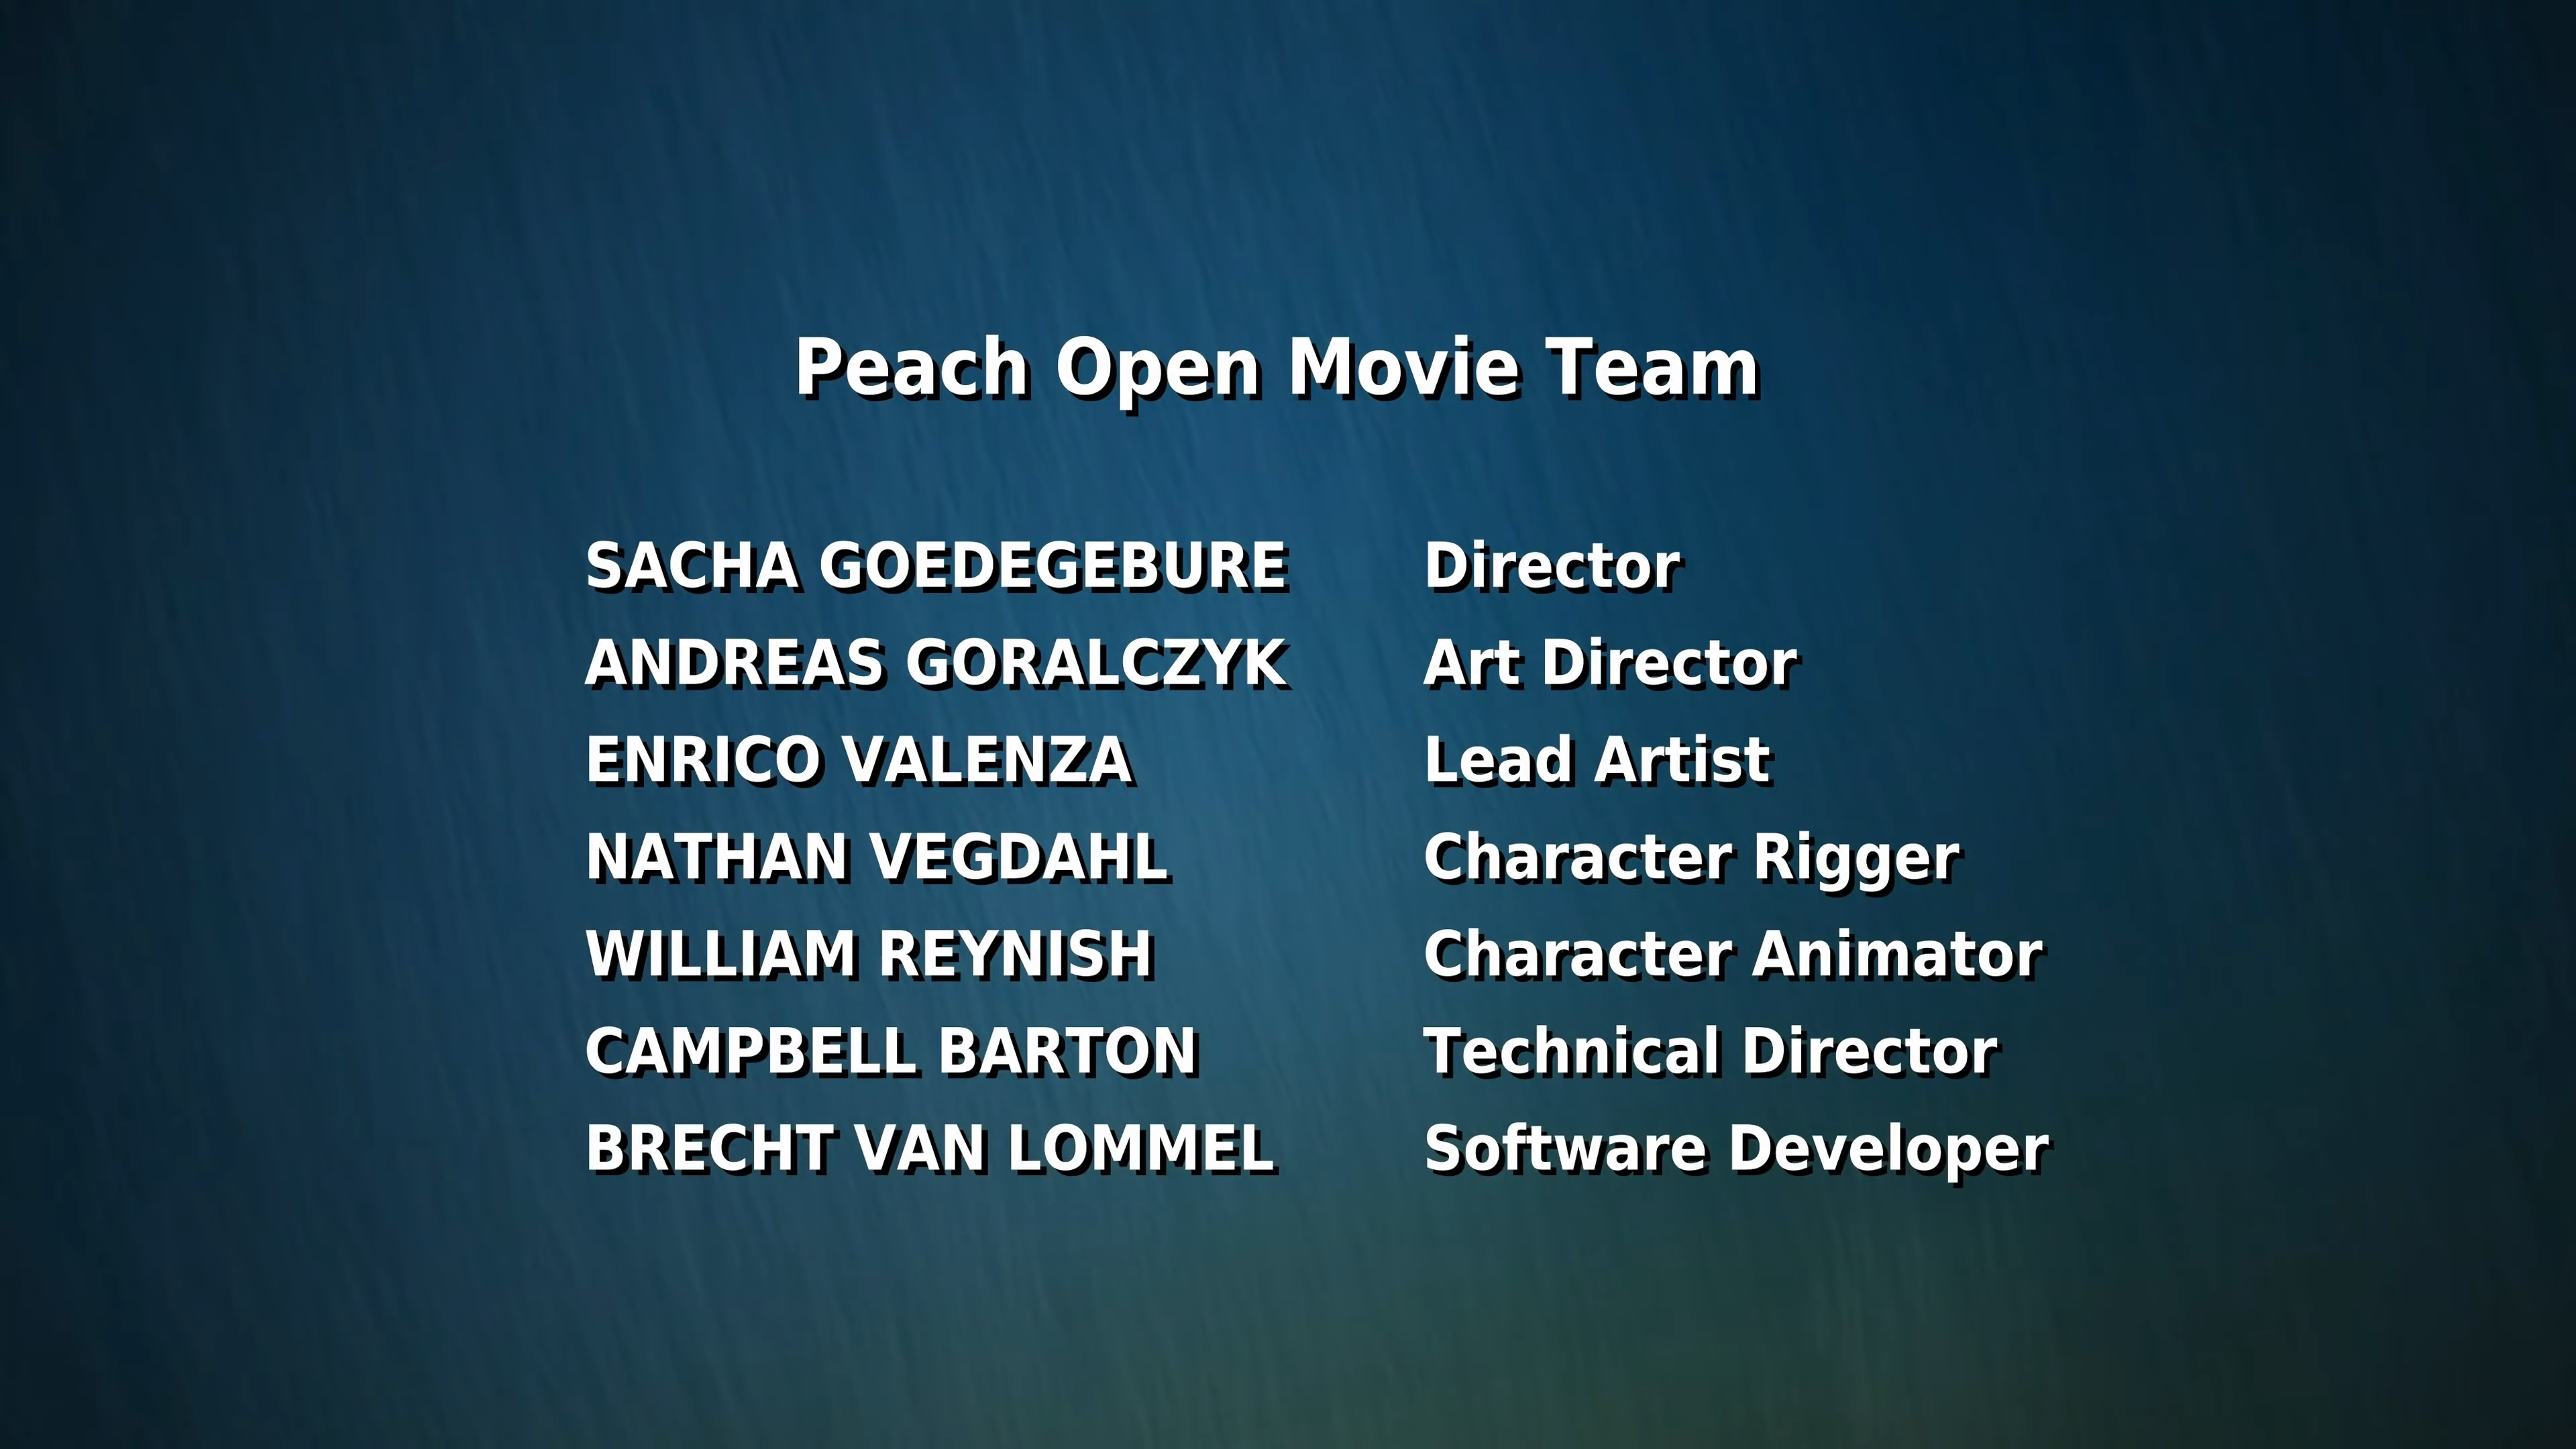 Peach Open Movie Team
SACHA GOEDEGEBURE Director
ANDREAS GORALCZYK Art Director
ENRICO VALENZA Lead Artist
NATHAN VEGDAHL Character Rigger
WILLIAM REYNISH Character Animator
CAMPBELL BARTON Technical Director
BRECHT VAN LOMMEL Software Developer